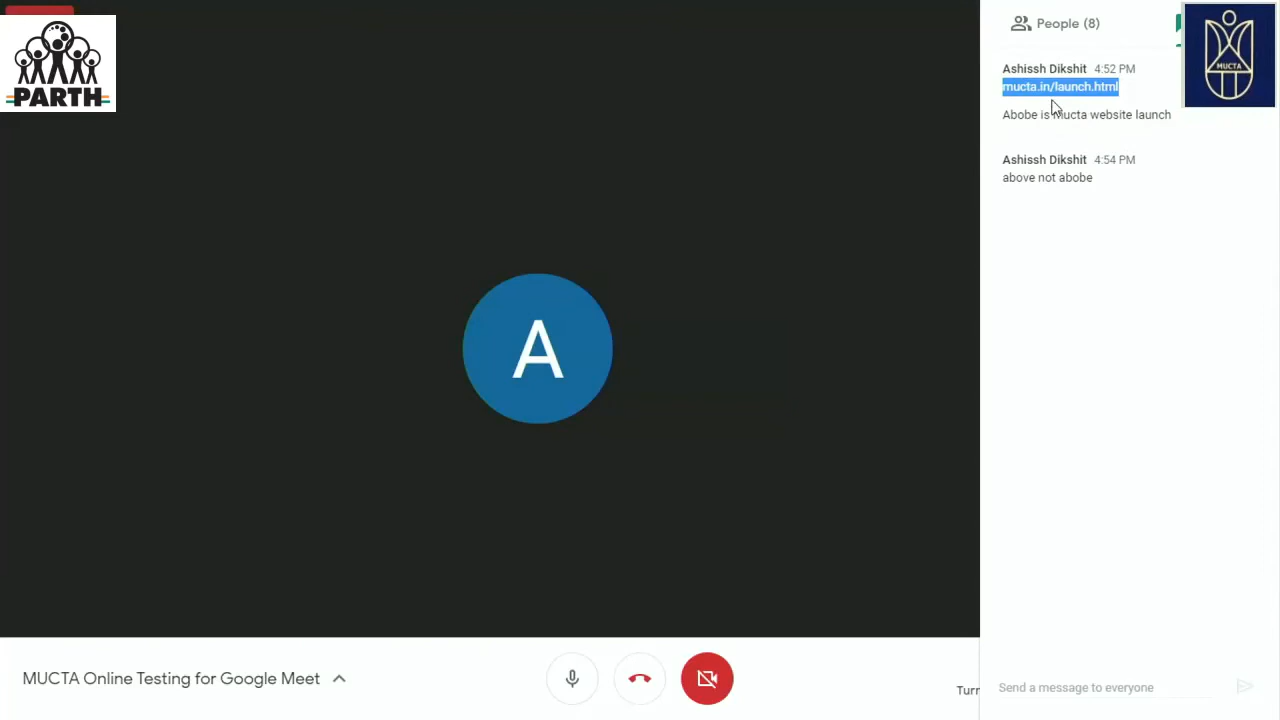 PARTH
People (8)
MUCTA
Ashissh Dikshit 4:52 PM
mucta.in/launch.html
Abobe is mucta website launch
Ashissh Dikshit 4:54 PM
above not abobe
A
MUCTA Online Testing for Google Meet
Turr
Send a message to everyone